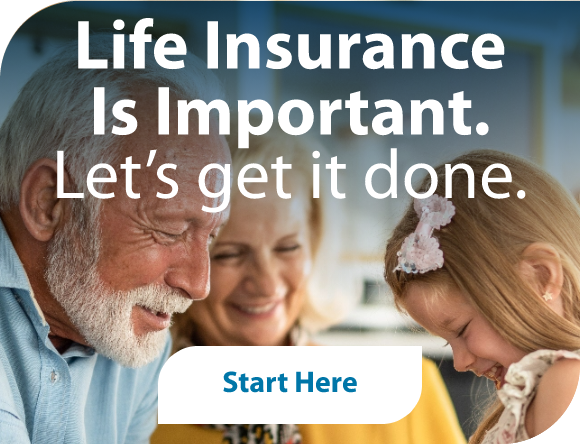 Life Insurance
Is Important.
Let’s get it done.
Start Here